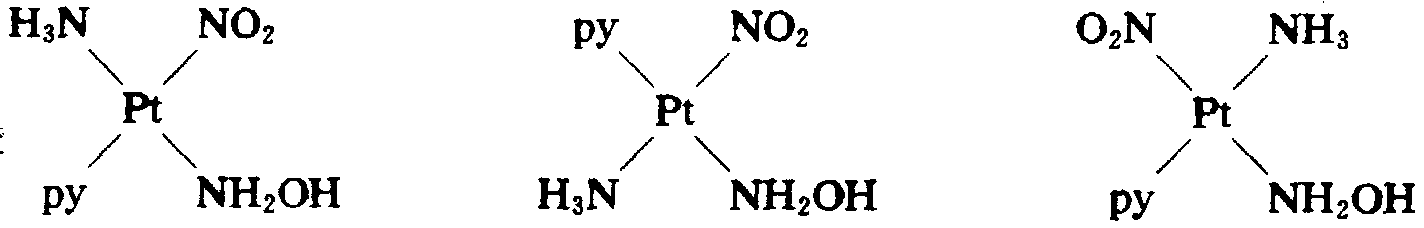 H₃N NO₂ py NO₂ O₂N NH₃
Pt Pt Pt
py NH₂OH H₃N NH₂OH py NH₂OH